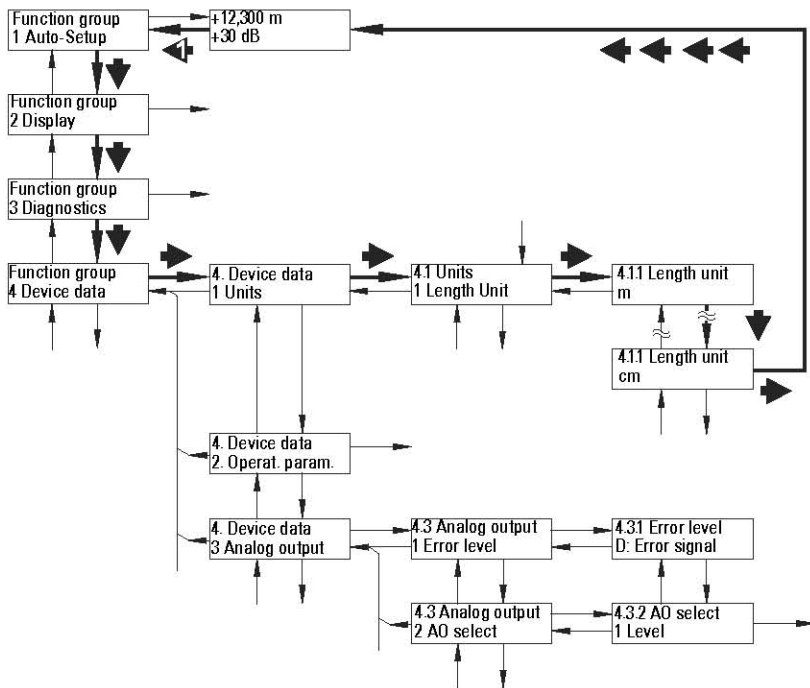 Function group
1 Auto-Setup
+12,300 m
+30 dB
1
Function group
2 Display
Function group
3 Diagnostics
Function group
4 Device data
4. Device data
1 Units
4.1 Units
1 Length Unit
4.1.1 Length unit
m
4.1.1 Length unit
cm
4. Device data
2. Operat. param.
4. Device data
3 Analog output
4.3 Analog output
1 Error level
4.3.1 Error level
D: Error signal
4.3 Analog output
2 AO select
4.3.2 AO select
1 Level